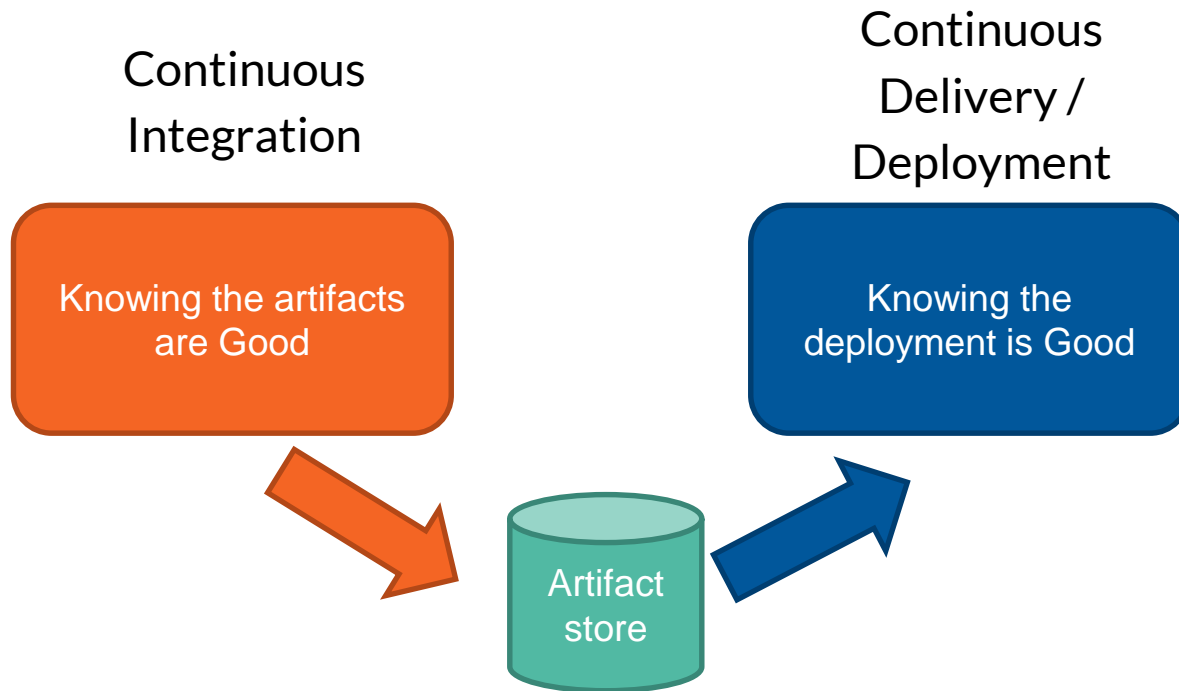 Continuous
Integration
Knowing the artifacts
are Good
Artifact
store
Continuous
Delivery /
Deployment
Knowing the
deployment is Good